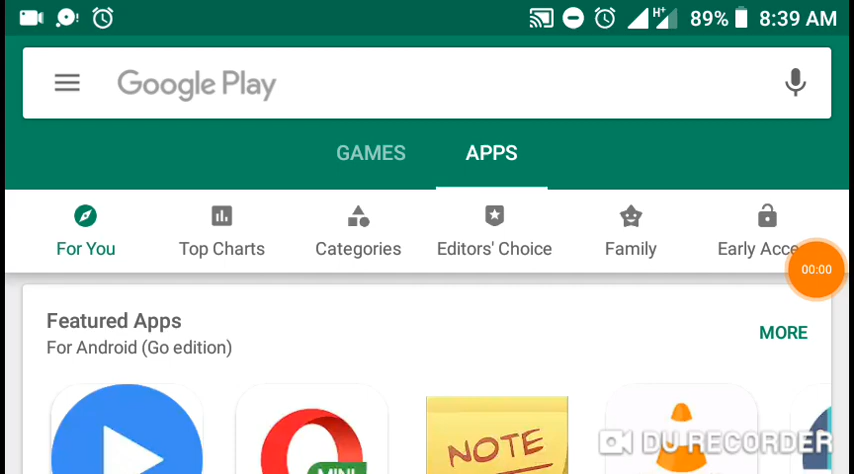 H+ 89% 8:39 AM
Google Play
GAMES APPS
For You Top Charts Categories Editors' Choice Family Early Acce
00:00
Featured Apps
For Android (Go edition)
MORE
MINI
NOTE
DU RECORDER